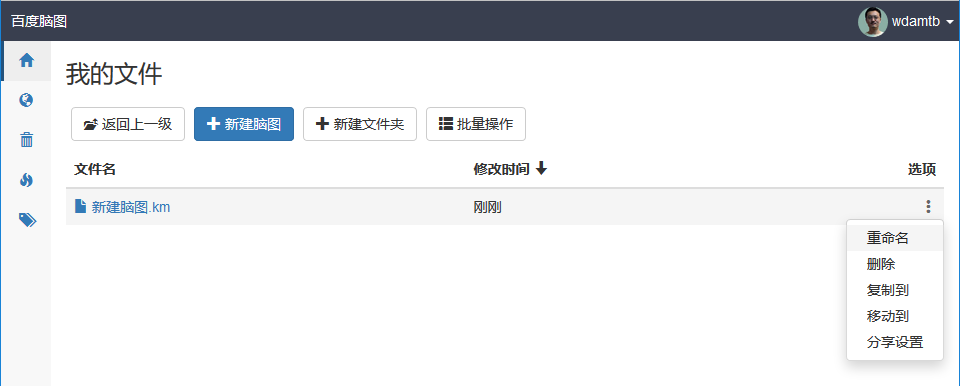 百度脑图 wdamtb
我的文件
返回上一级 新建脑图 新建文件夹 批量操作
文件名 修改时间 选项
新建脑图.km 刚刚
重命名
删除
复制到
移动到
分享设置